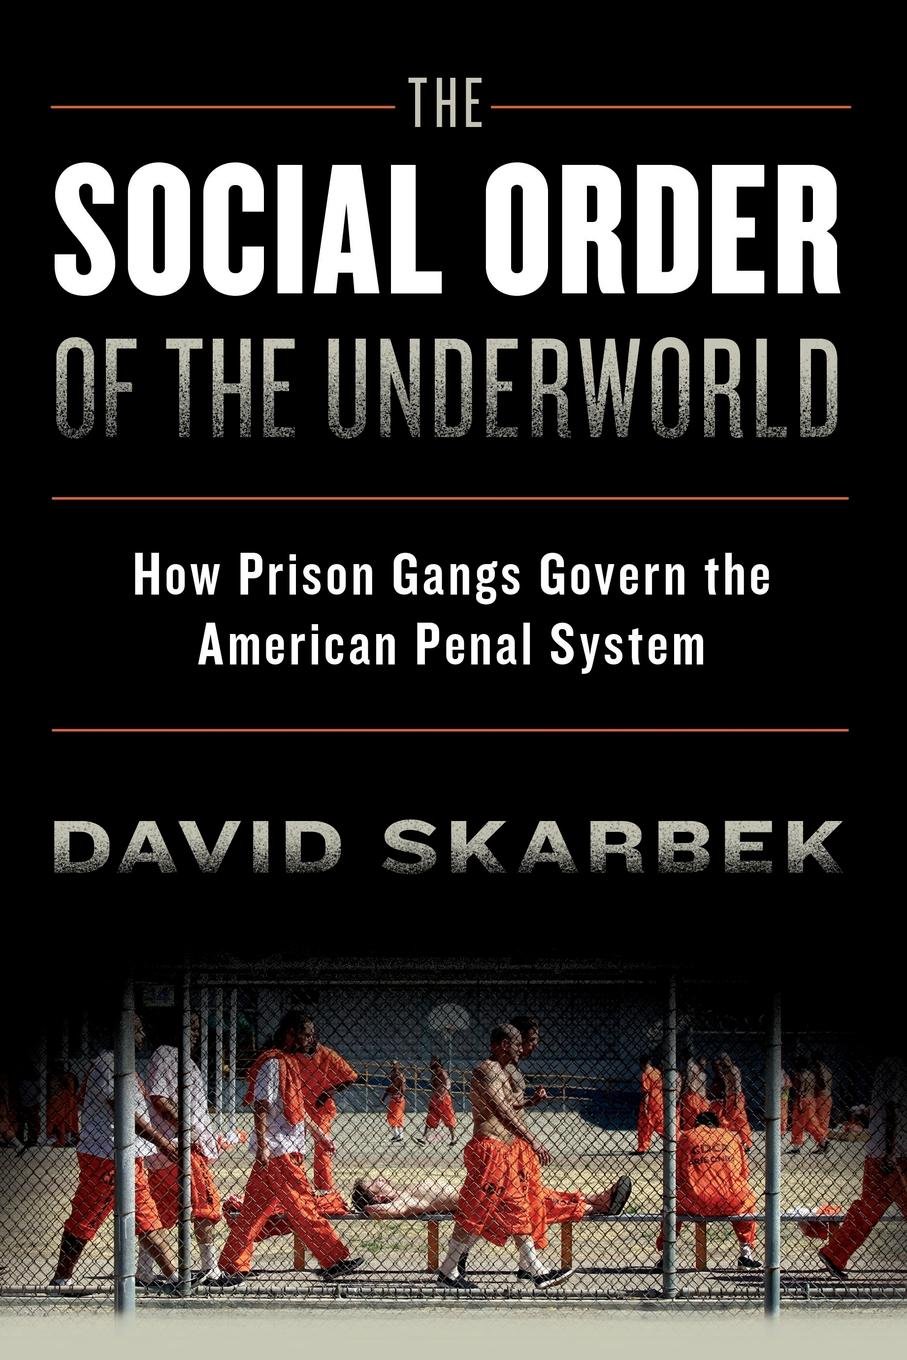 THE
SOCIAL ORDER
OF THE UNDERWORLD
How Prison Gangs Govern the
American Penal System
DAVID SKARBEK